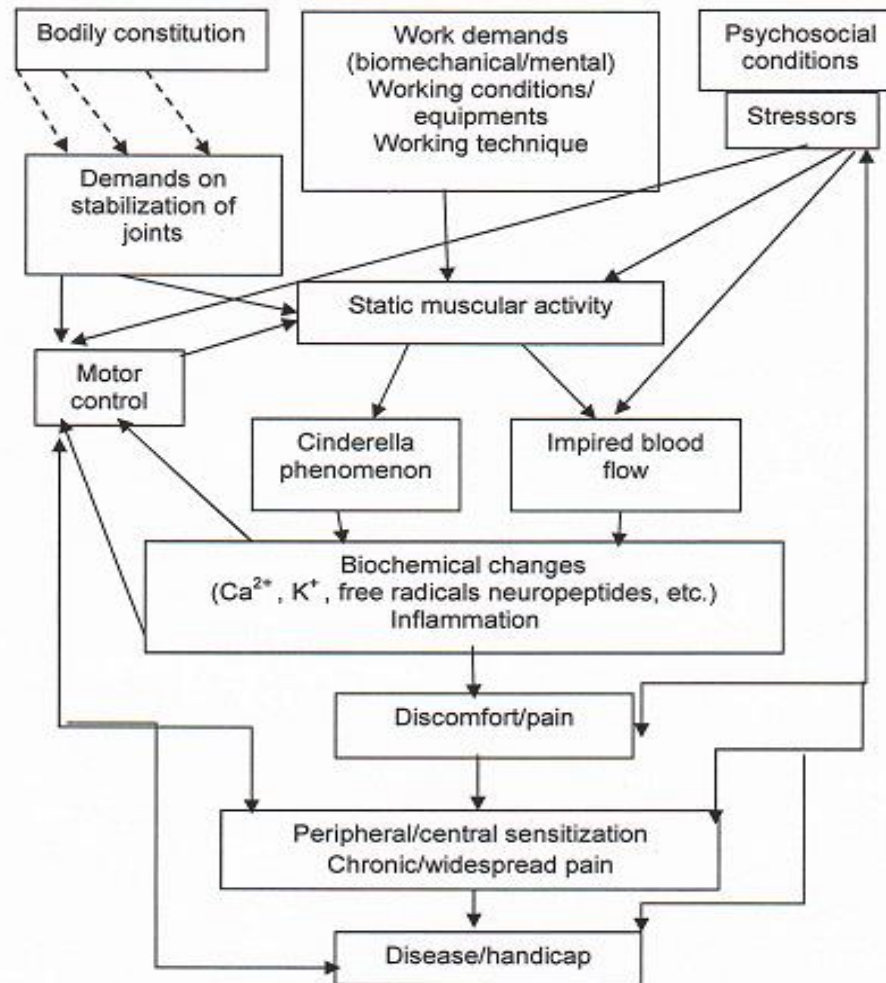 Bodily constitution
Work demands
(biomechanical/mental)
Working conditions/
equipments
Working technique
Psychosocial
conditions
Stressors
Demands on
stabilization of
joints
Static muscular activity
Motor
control
Cinderella
phenomenon
Impired blood
flow
Biochemical changes
(Ca²⁺ , K⁺ , free radicals neuropeptides, etc.)
Inflammation
Discomfort/pain
Peripheral/central sensitization
Chronic/widespread pain
Disease/handicap